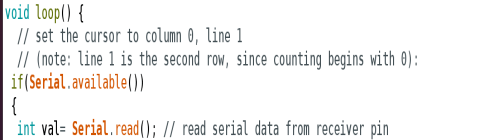 void loop() {
// set the cursor to column 0, line 1
// (note: line 1 is the second row, since counting begins with 0):
if(Serial.available())
{
int val= Serial.read(); // read serial data from receiver pin